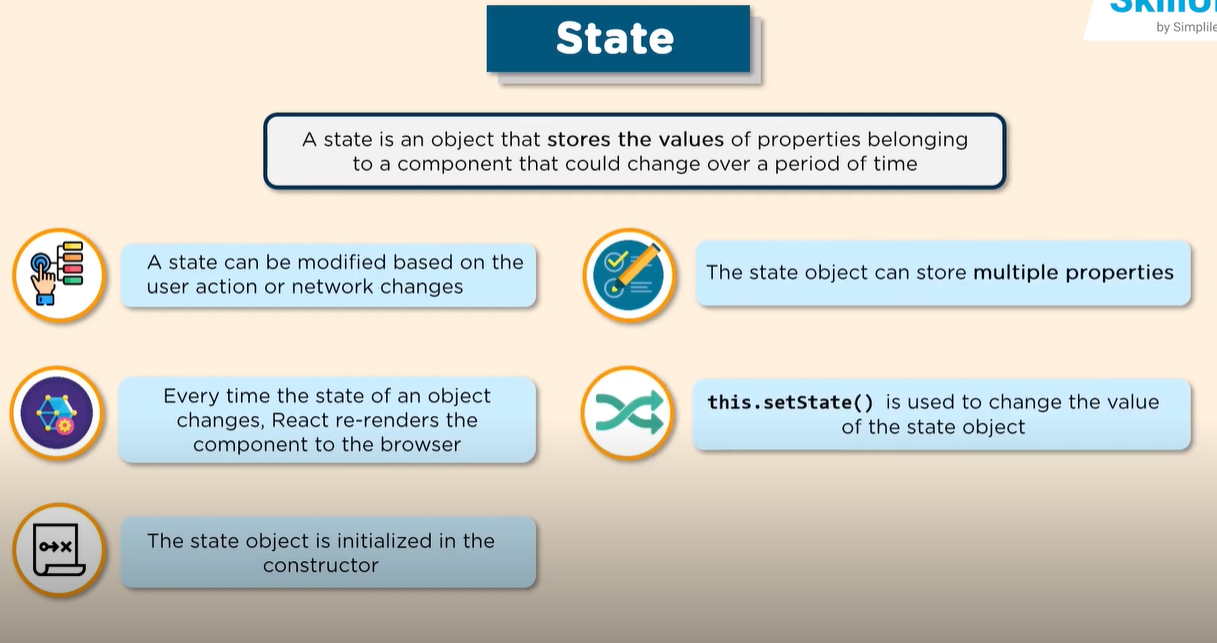 State
A state is an object that stores the values of properties belonging
to a component that could change over a period of time
A state can be modified based on the
user action or network changes
The state object can store multiple properties
Every time the state of an object
changes, React re-renders the
component to the browser
this.setState() is used to change the value
of the state object
The state object is initialized in the
constructor
by